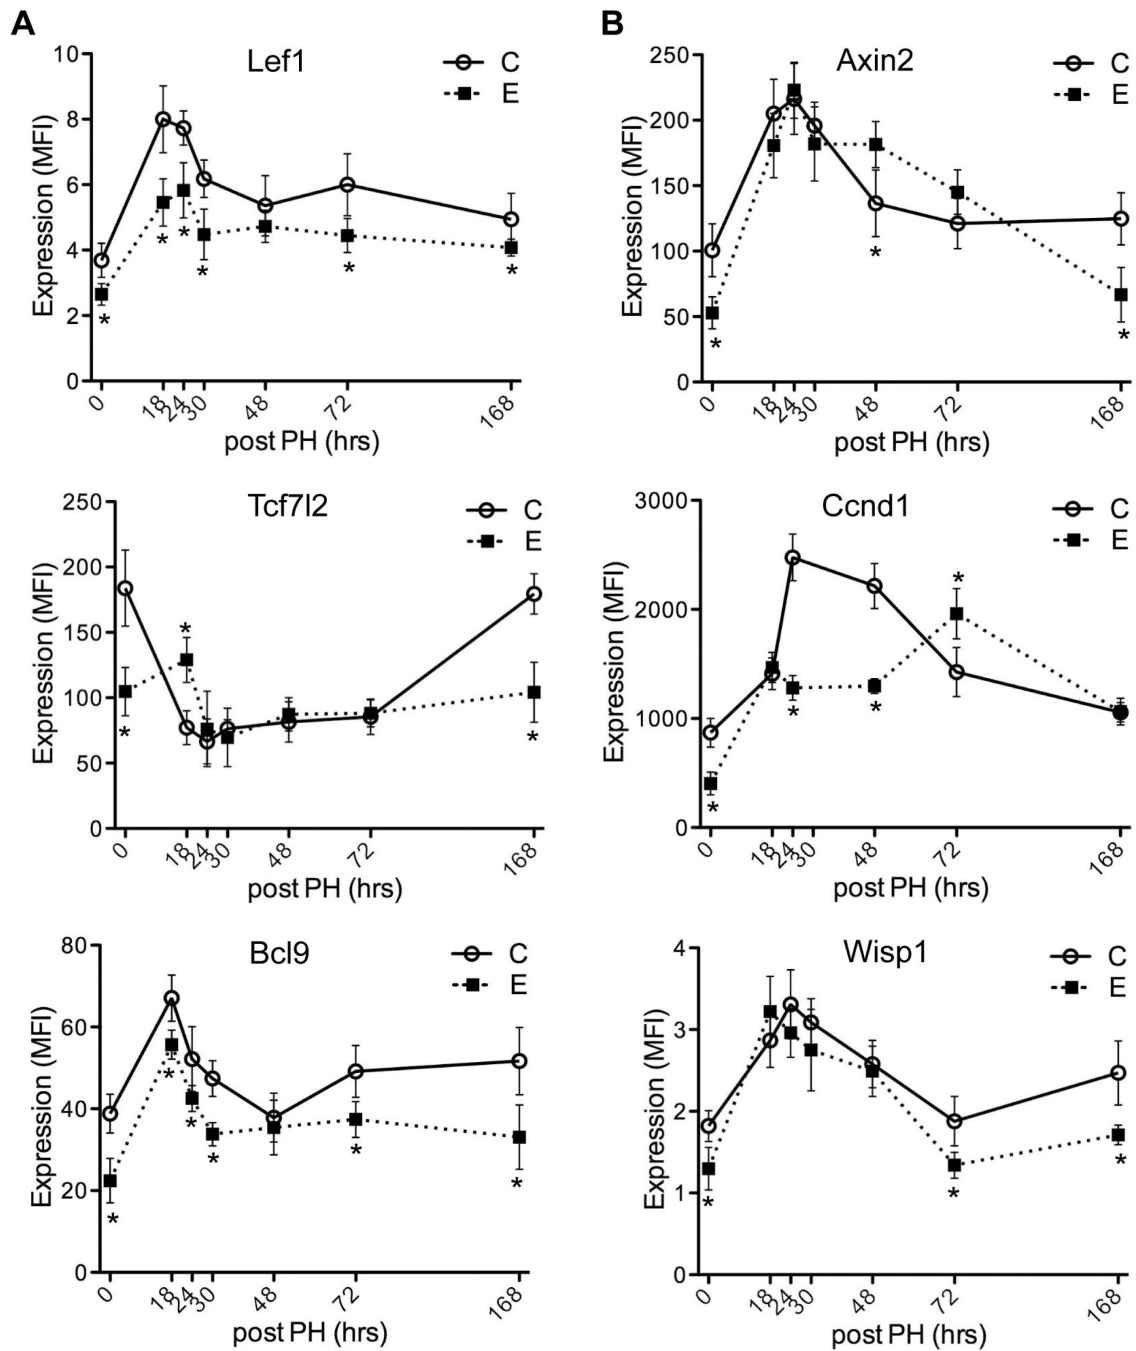 A
Lef1
C
E
Expression (MFI)
10
8
6
4
2
0
* * * * * *
0 18 24 30 48 72 168
post PH (hrs)
B
Axin2
C
E
Expression (MFI)
250
200
150
100
50
0
* * *
0 18 24 30 48 72 168
post PH (hrs)
Tcf7l2
C
E
Expression (MFI)
250
200
150
100
50
0
* * *
0 18 24 30 48 72 168
post PH (hrs)
Ccnd1
C
E
Expression (MFI)
3000
2000
1000
0
* * * *
0 18 24 30 48 72 168
post PH (hrs)
Bcl9
C
E
Expression (MFI)
80
60
40
20
0
* * * * * *
0 18 24 30 48 72 168
post PH (hrs)
Wisp1
C
E
Expression (MFI)
4
3
2
1
0
* * *
0 18 24 30 48 72 168
post PH (hrs)